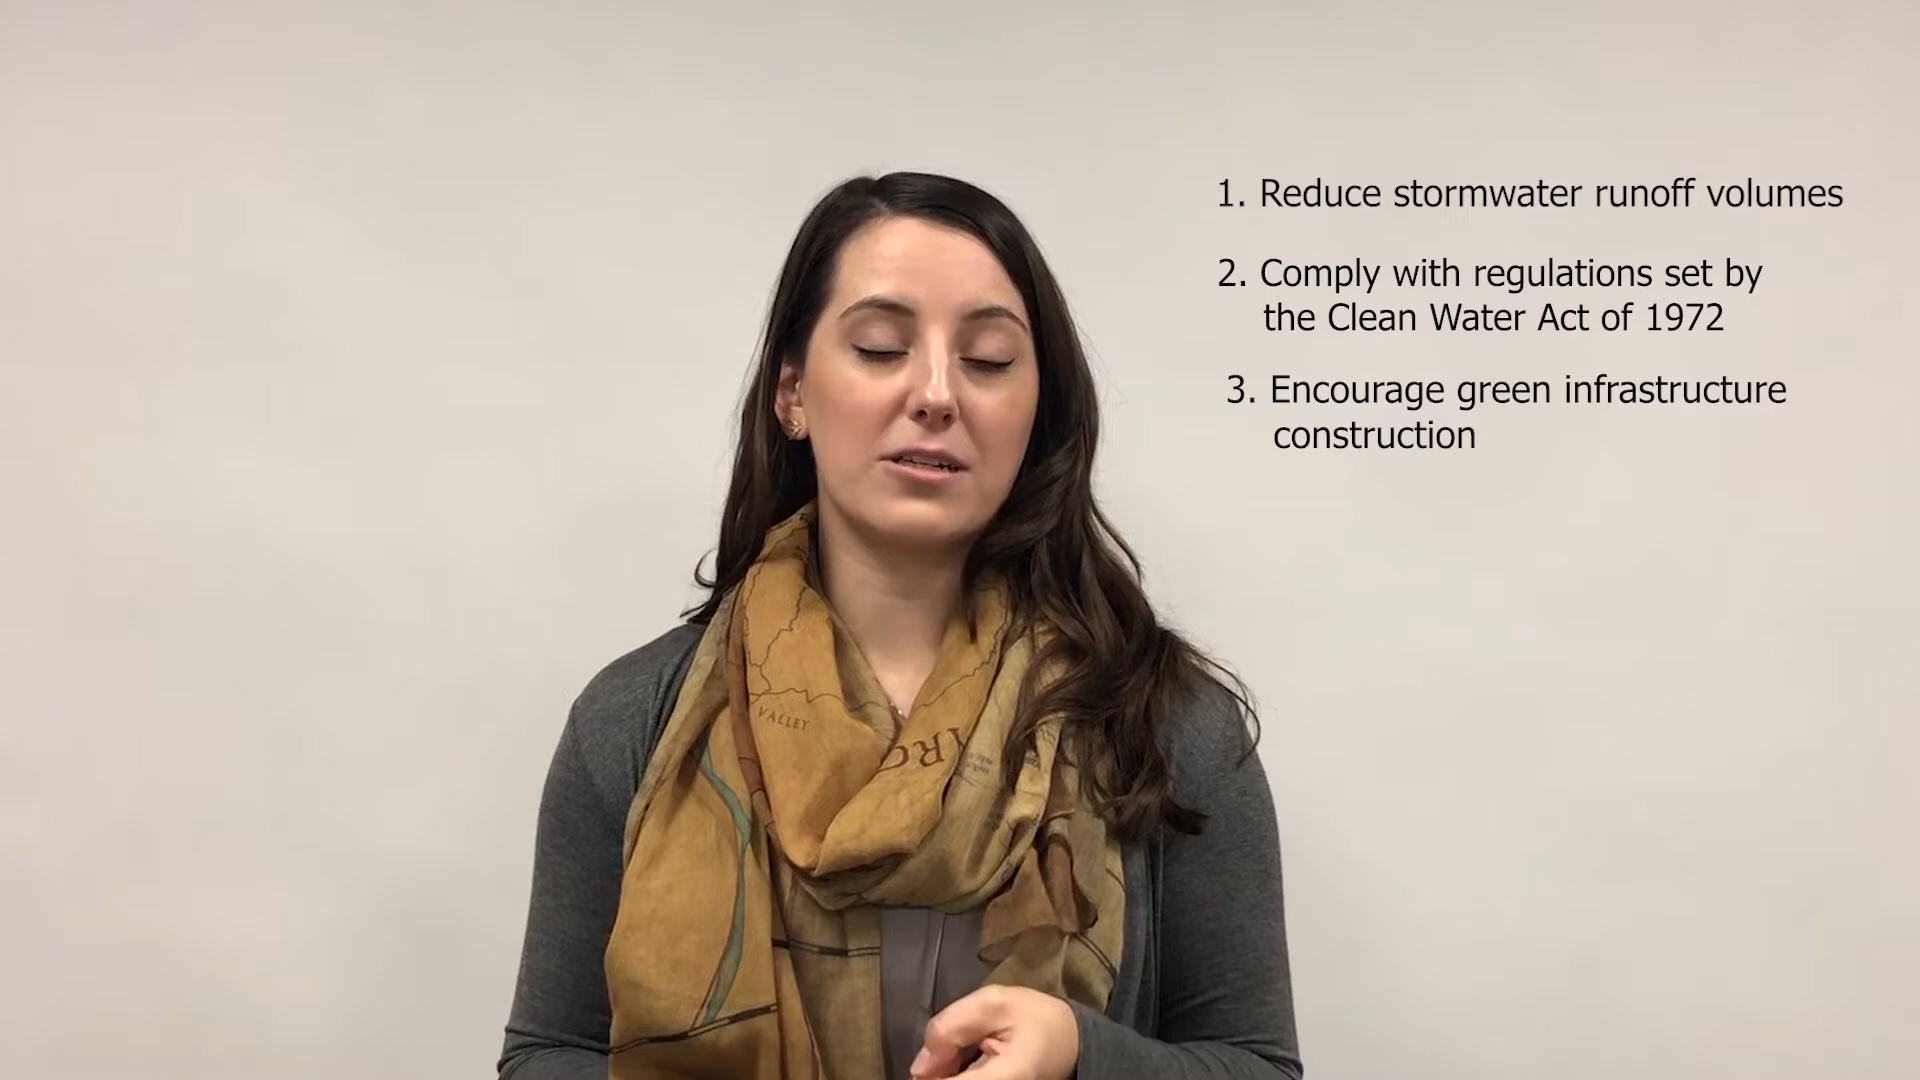 1. Reduce stormwater runoff volumes
2. Comply with regulations set by
the Clean Water Act of 1972
3. Encourage green infrastructure
construction
VALLEY